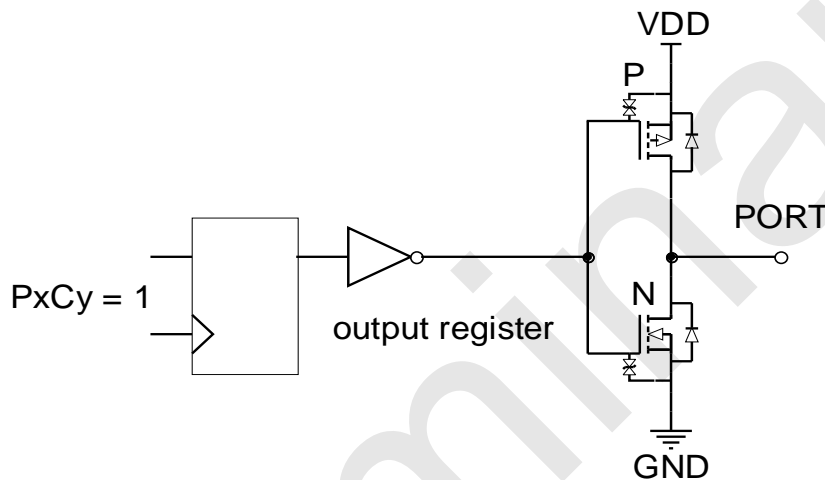 VDD
P
PORT
PxCy = 1
N
output register
GND